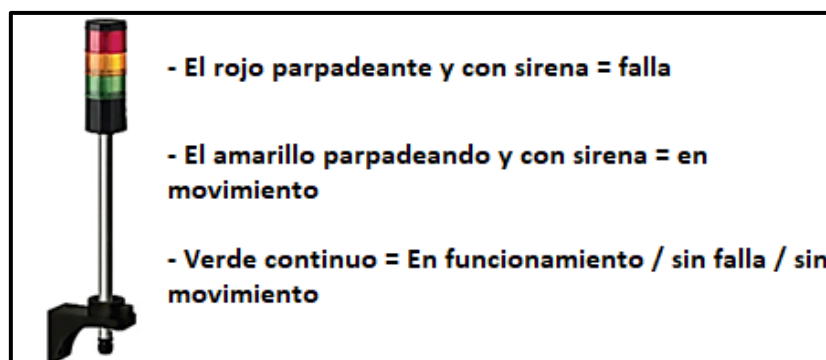 - El rojo parpadeante y con sirena = falla
- El amarillo parpadeando y con sirena = en
movimiento
- Verde continuo = En funcionamiento / sin falla / sin
movimiento